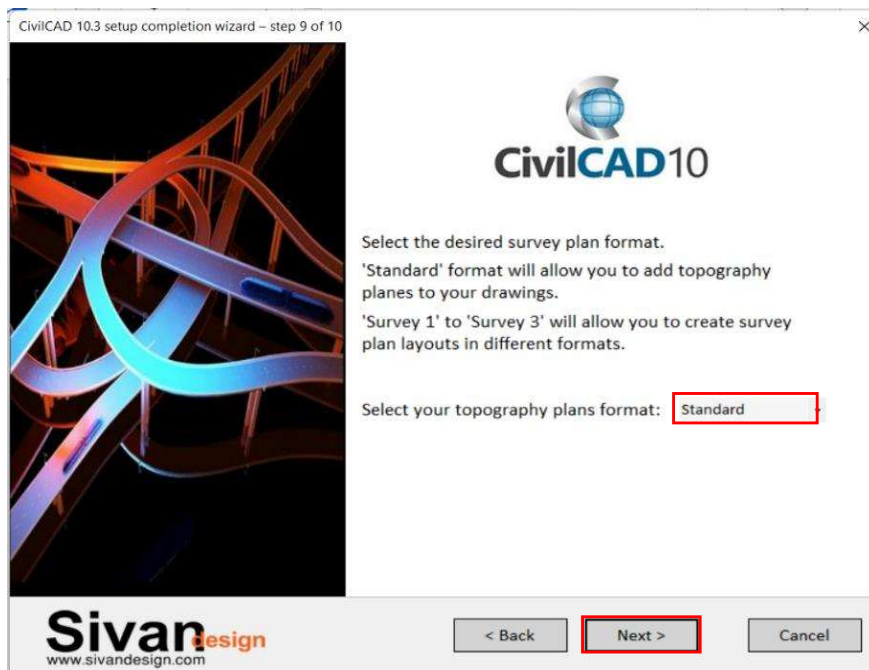 CivilCAD 10.3 setup completion wizard – step 9 of 10
CivilCAD10
Select the desired survey plan format.
'Standard' format will allow you to add topography
planes to your drawings.
'Survey 1' to 'Survey 3' will allow you to create survey
plan layouts in different formats.
Select your topography plans format: Standard
Sivan design
www.sivandesign.com
< Back Next > Cancel